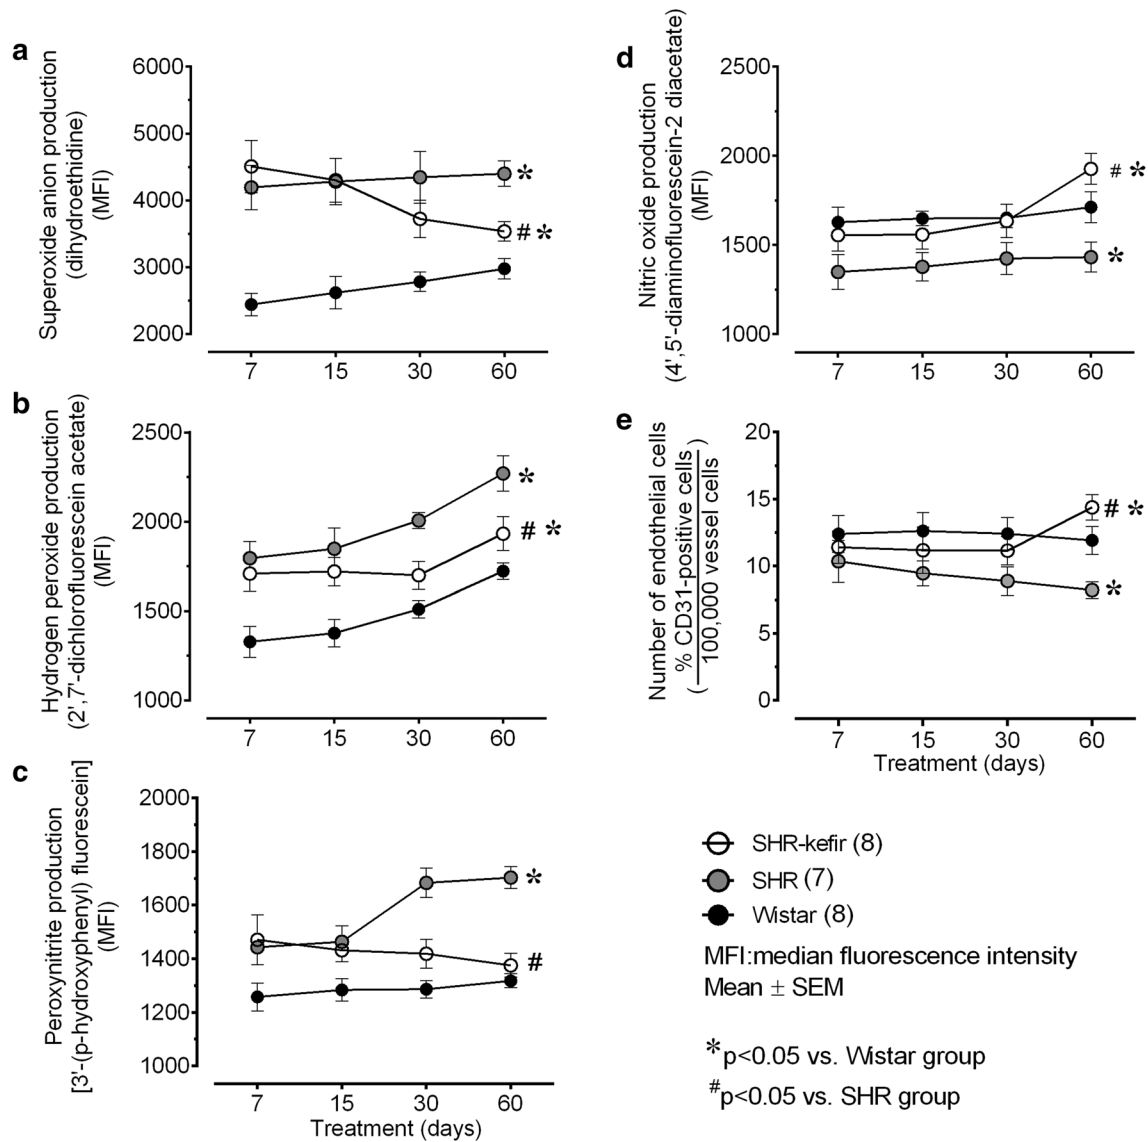 a
Superoxide anion production
(dihydroethidine)
(MFI)
6000
5000
4000
3000
2000
*
# *
7 15 30 60
b
Hydrogen peroxide production
(2',7'-dichlorofluorescein acetate)
(MFI)
2500
2000
1500
1000
*
# *
7 15 30 60
c
Peroxynitrite production
[3'-(p-hydroxyphenyl) fluorescein]
(MFI)
2000
1800
1600
1400
1200
1000
*
#
7 15 30 60
Treatment (days)
d
Nitric oxide production
(4',5'-diaminofluorescein-2 diacetate)
(MFI)
2500
2000
1500
1000
# *
*
7 15 30 60
e
Number of endothelial cells
( % CD31-positive cells )
100,000 vessel cells
20
15
10
5
0
# *
*
7 15 30 60
Treatment (days)
SHR-kefir (8)
SHR (7)
Wistar (8)
MFI:median fluorescence intensity
Mean ± SEM
*p<0.05 vs. Wistar group
#p<0.05 vs. SHR group